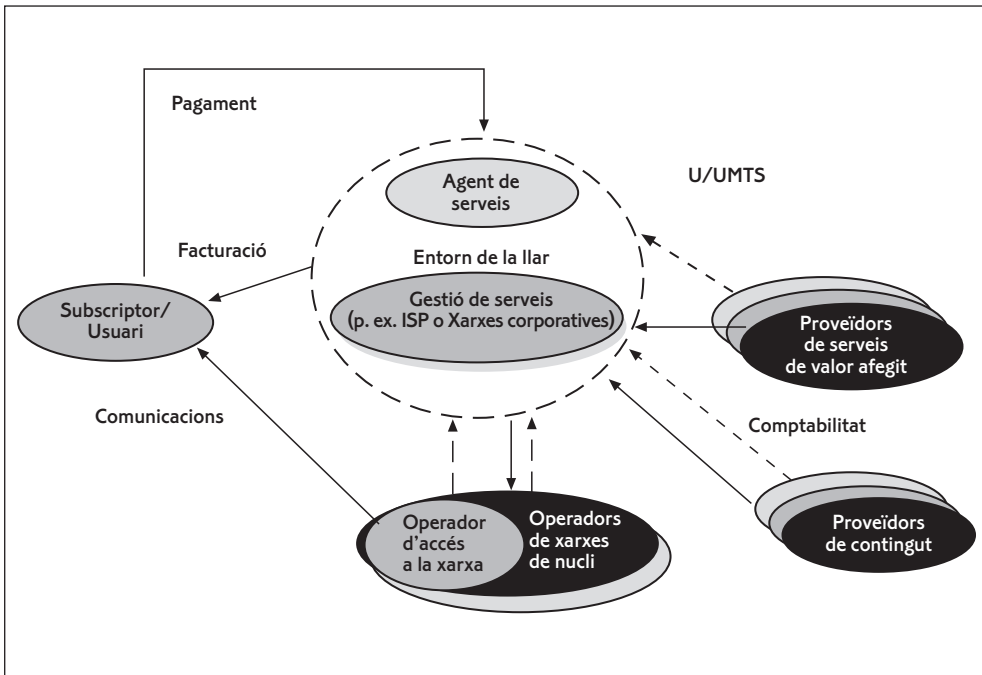 Pagament
U/UMTS
Agent de
serveis
Facturació
Entorn de la llar
Gestió de serveis
(p. ex. ISP o Xarxes corporatives)
Subscriptor/
Usuari
Proveïdors
de serveis
de valor afegit
Comunicacions
Comptabilitat
Operador
d’accés
a la xarxa
Operadors
de xarxes
de nucli
Proveïdors
de contingut